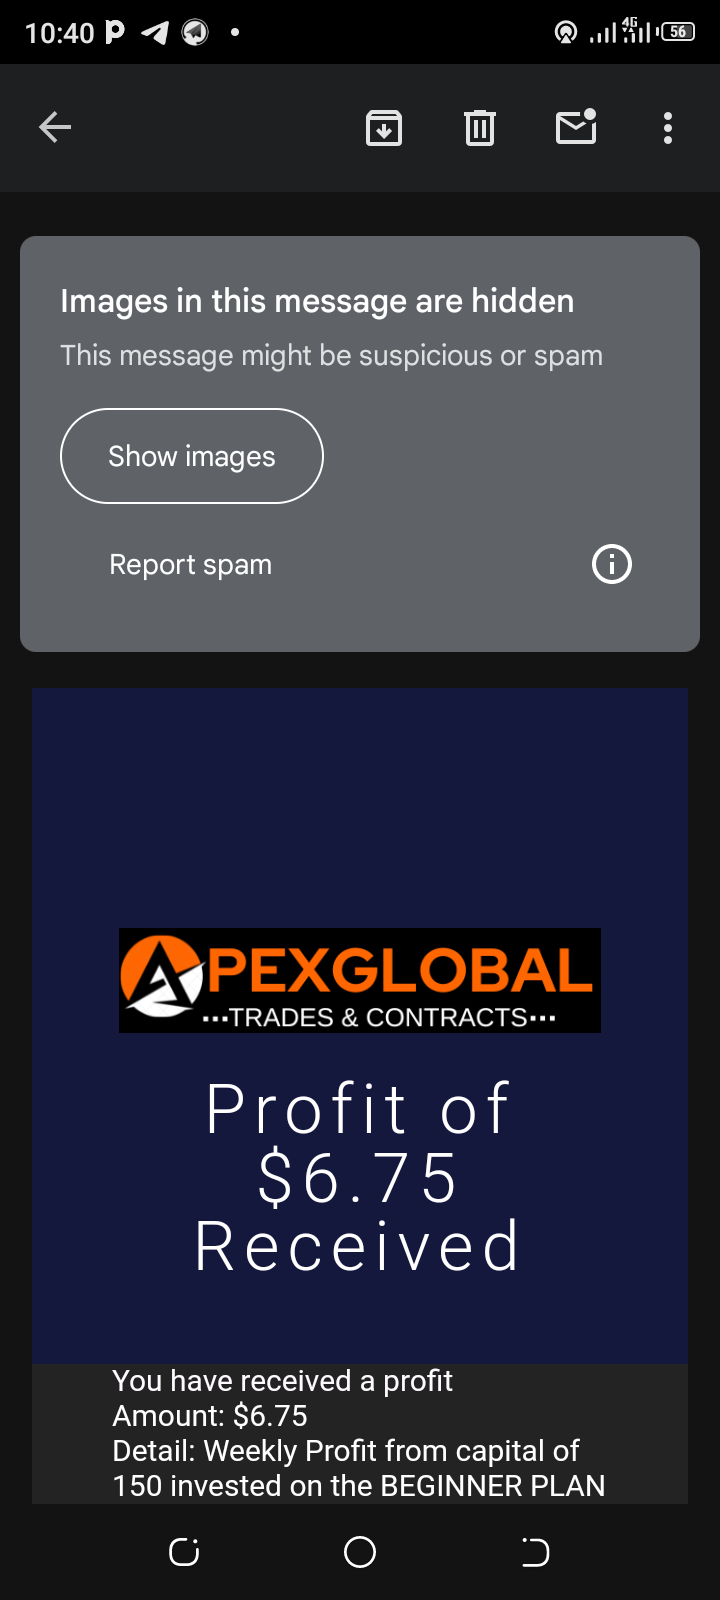 10:40
4G
56
Images in this message are hidden
This message might be suspicious or spam
Show images
Report spam
APEXGLOBAL
...TRADES & CONTRACTS...
Profit of
$6.75
Received
You have received a profit
Amount: $6.75
Detail: Weekly Profit from capital of
150 invested on the BEGINNER PLAN